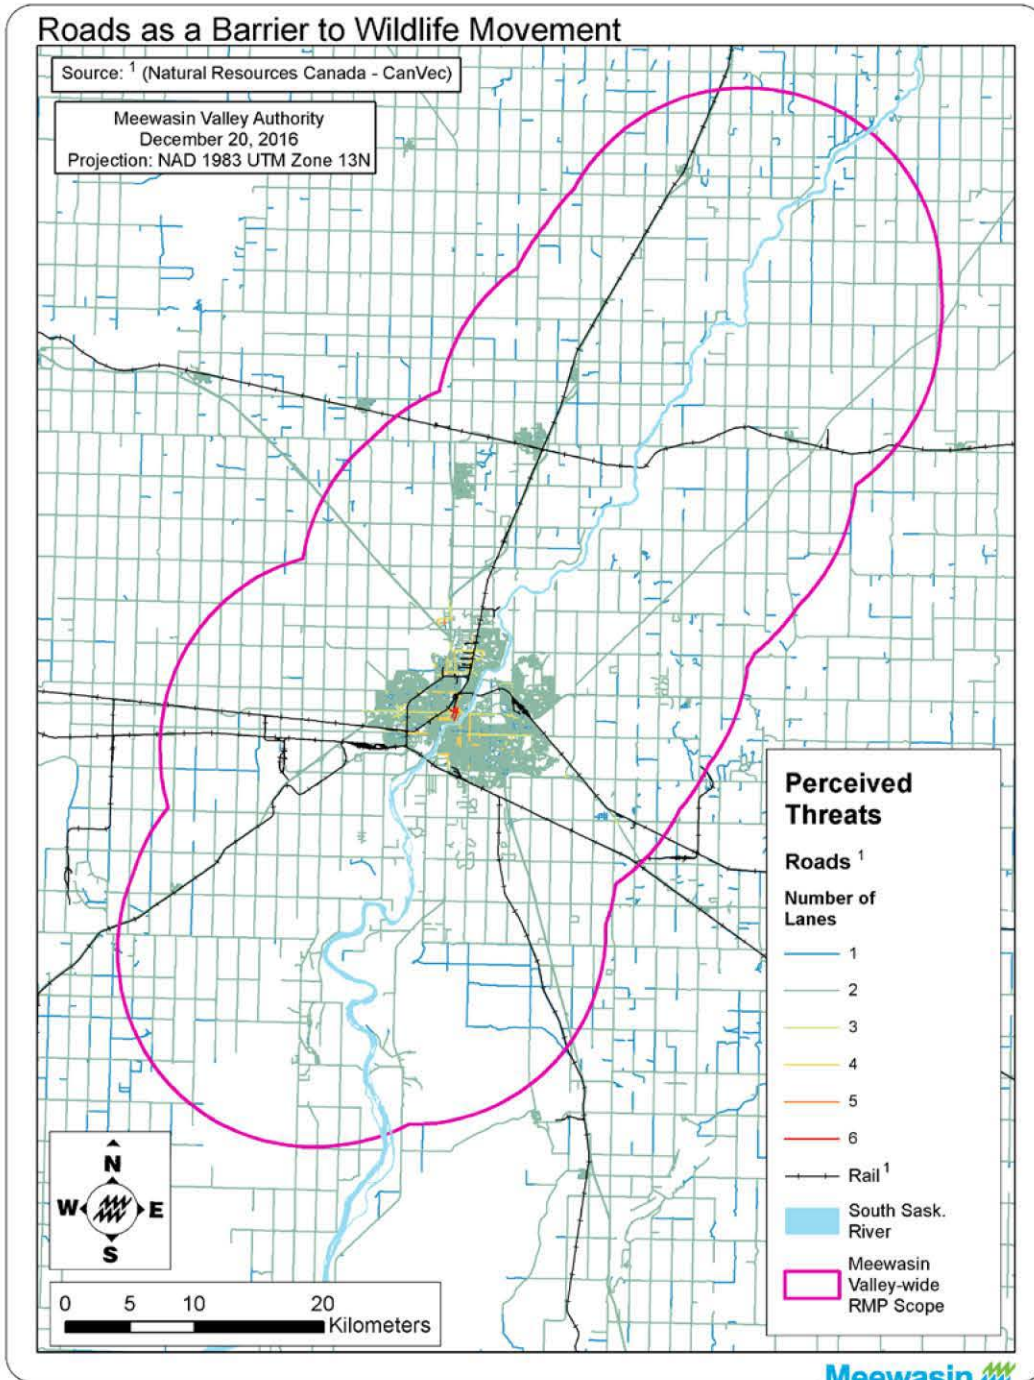 Roads as a Barrier to Wildlife Movement
Source: ¹ (Natural Resources Canada - CanVec)
Meewasin Valley Authority
December 20, 2016
Projection: NAD 1983 UTM Zone 13N
Perceived
Threats
Roads ¹
Number of
Lanes
1
2
3
4
5
6
Rail ¹
South Sask.
River
Meewasin
Valley-wide
RMP Scope
N
W E
S
0 5 10 20
Kilometers
Meewasin